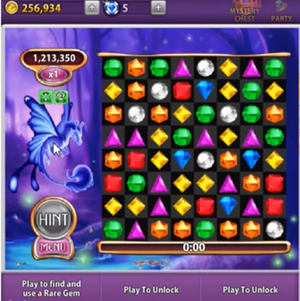 256,934
5
MYSTERY
CHEST
PARTY
1,213,350
x1
HINT
MENU
0:00
Play to find and
use a Rare Gem
Play To Unlock
Play To Unlock